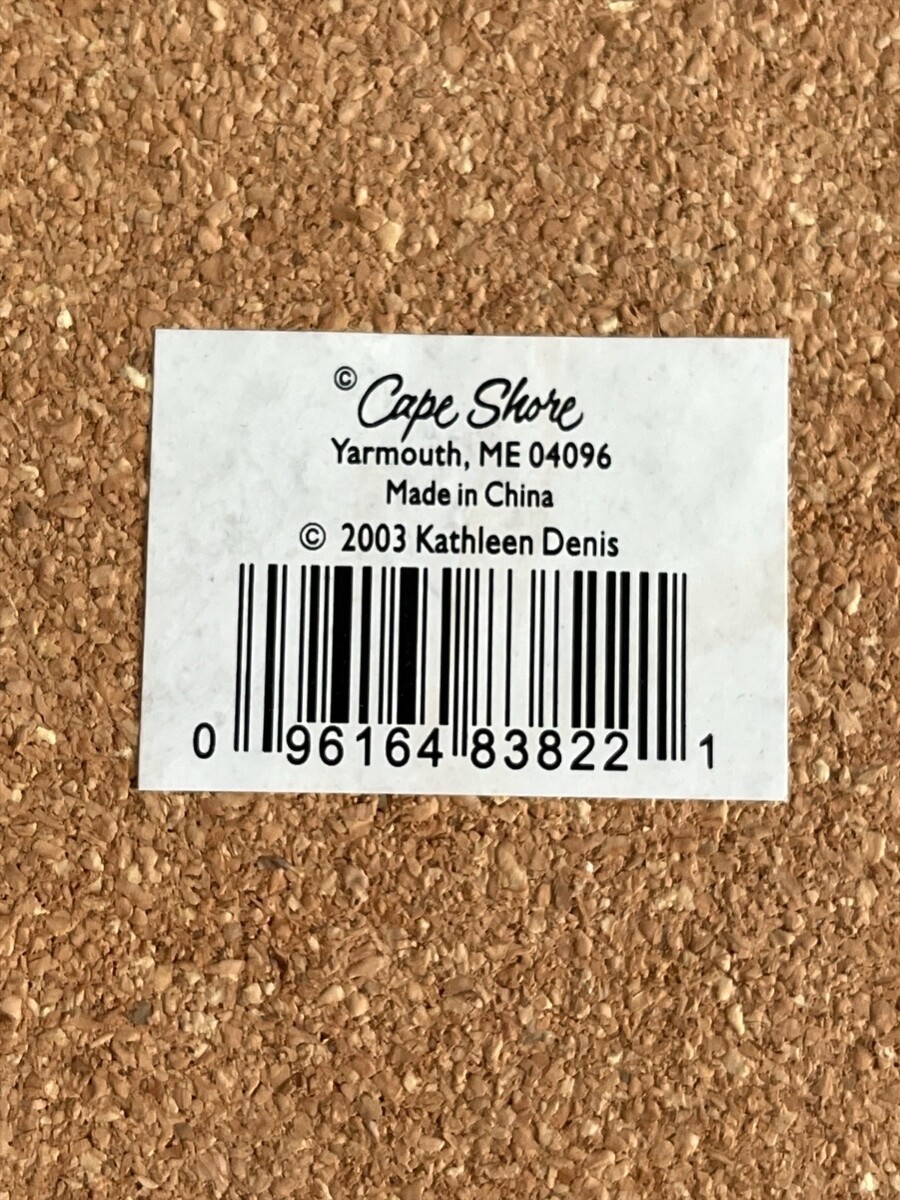 © Cape Shore
Yarmouth, ME 04096
Made in China
© 2003 Kathleen Denis
0 96164 83822 1